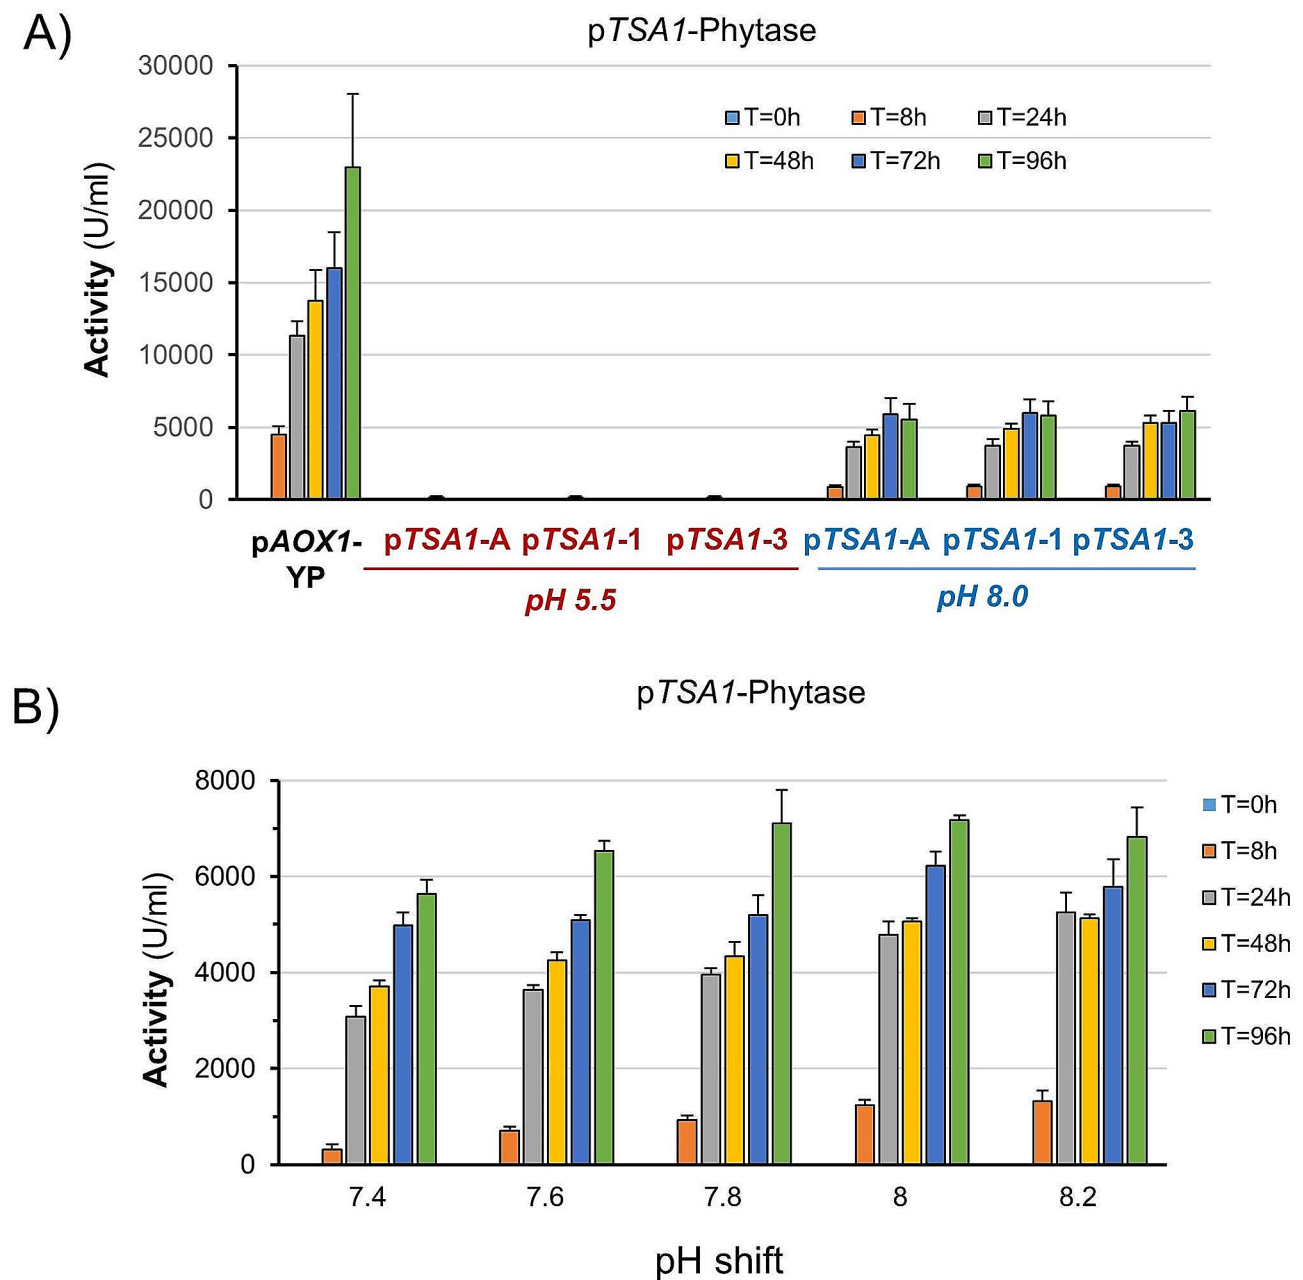 A)
pTSA1-Phytase
30000
25000
20000
15000
10000
5000
0
Activity (U/ml)
T=0h T=8h T=24h
T=48h T=72h T=96h
pAOX1-
YP
pTSA1-A pTSA1-1 pTSA1-3 pTSA1-A pTSA1-1 pTSA1-3
pH 5.5 pH 8.0
B)
pTSA1-Phytase
8000
6000
4000
2000
0
Activity (U/ml)
T=0h
T=8h
T=24h
T=48h
T=72h
T=96h
7.4 7.6 7.8 8 8.2
pH shift